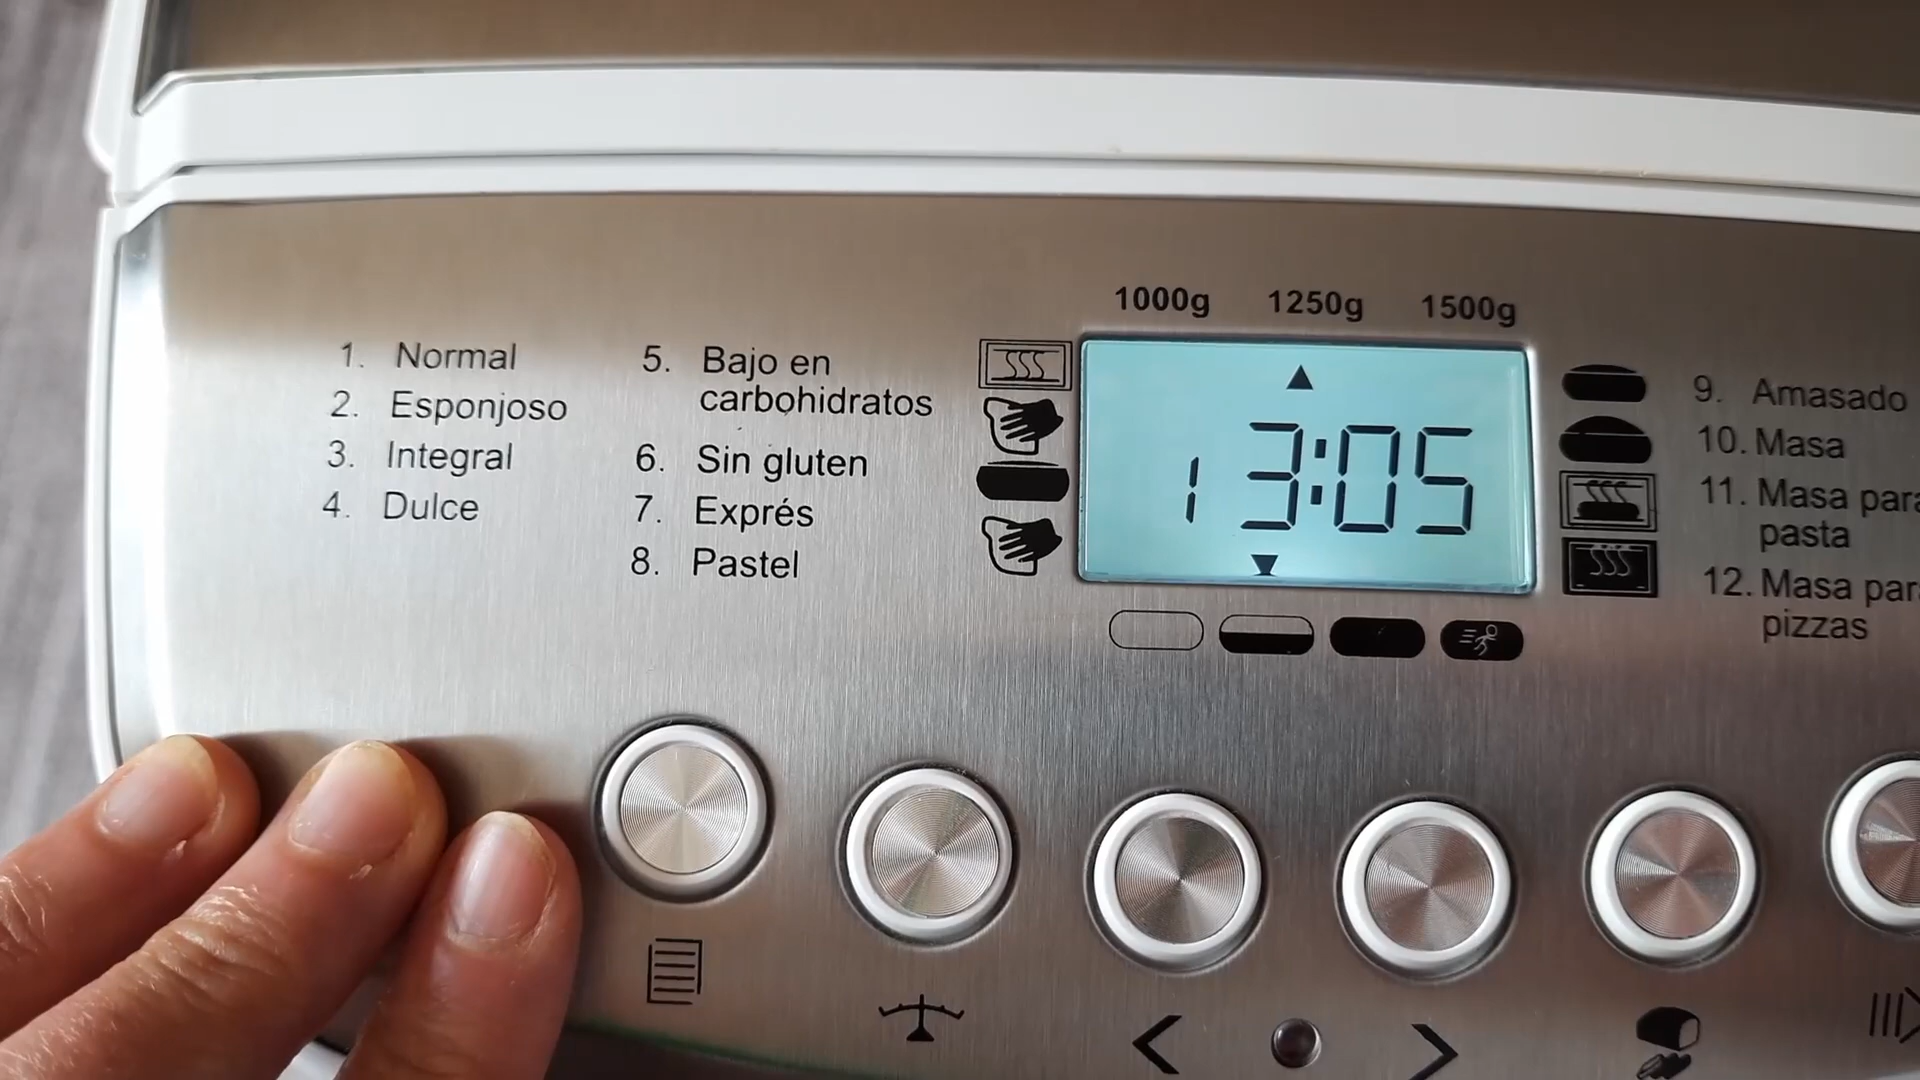 1000g 1250g 1500g
1. Normal
2. Esponjoso
3. Integral
4. Dulce
5. Bajo en
carbohidratos
6. Sin gluten
7. Exprés
8. Pastel
1 3:05
9. Amasado
10. Masa
11. Masa para
pasta
12. Masa par
pizzas